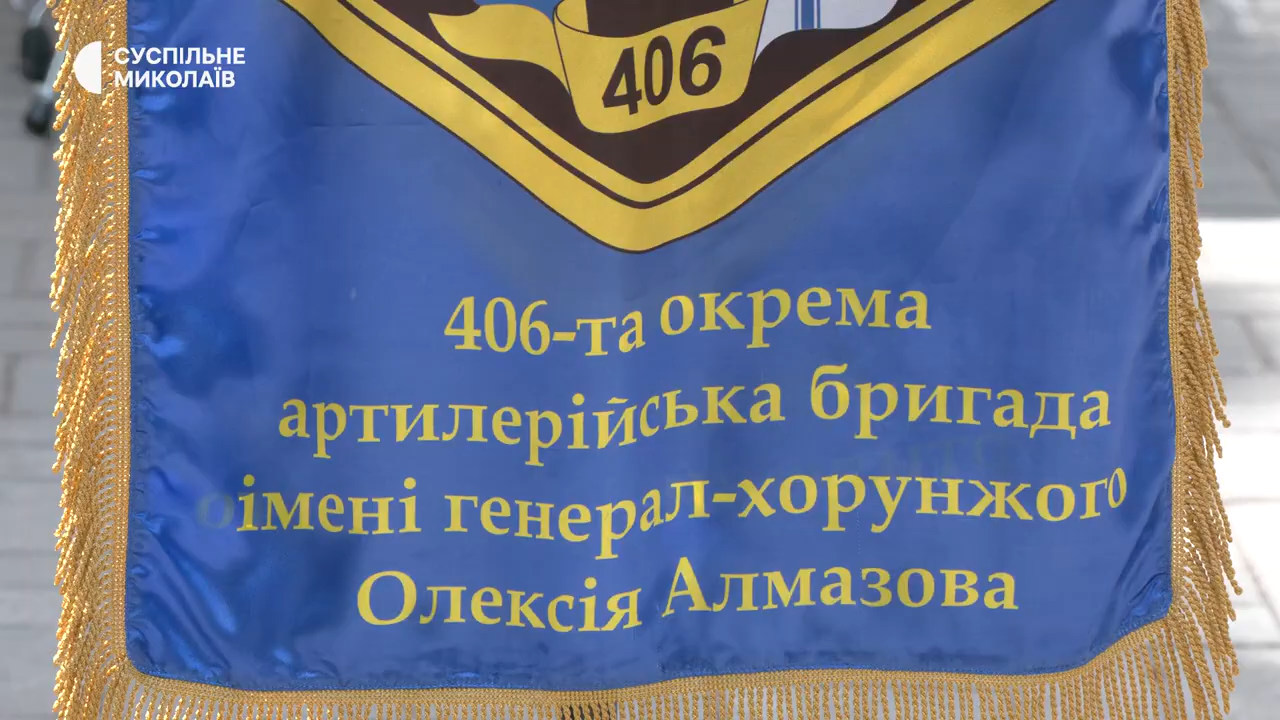 СУСПІЛЬНЕ
МИКОЛАЇВ
406
406-та окрема
артилерійська бригада
імені генерал-хорунжого
Олексія Алмазова